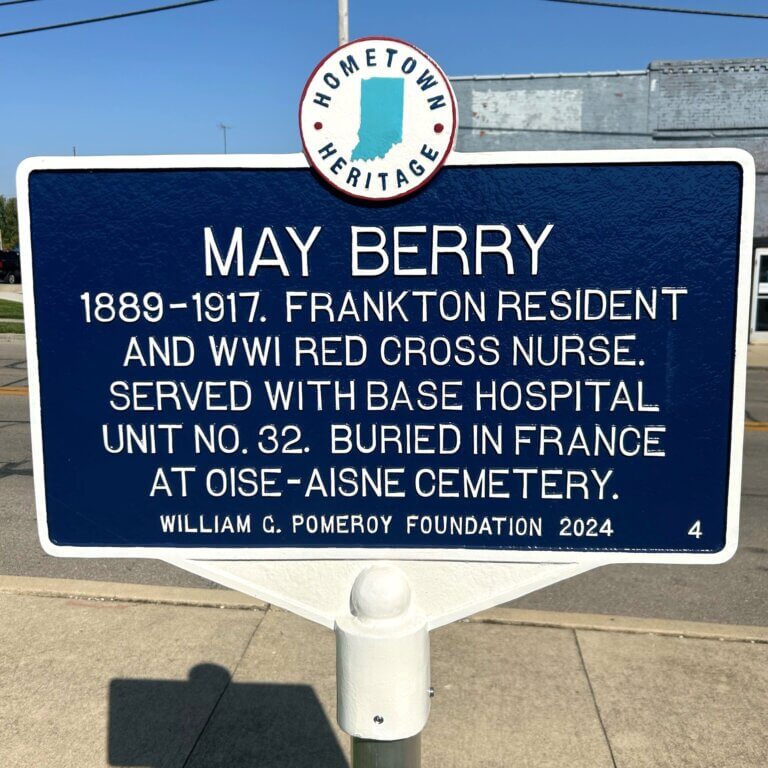 HOMETOWN
HERITAGE
MAY BERRY
1889-1917. FRANKTON RESIDENT
AND WWI RED CROSS NURSE.
SERVED WITH BASE HOSPITAL
UNIT NO. 32. BURIED IN FRANCE
AT OISE-AISNE CEMETERY.
WILLIAM G. POMEROY FOUNDATION 2024 4